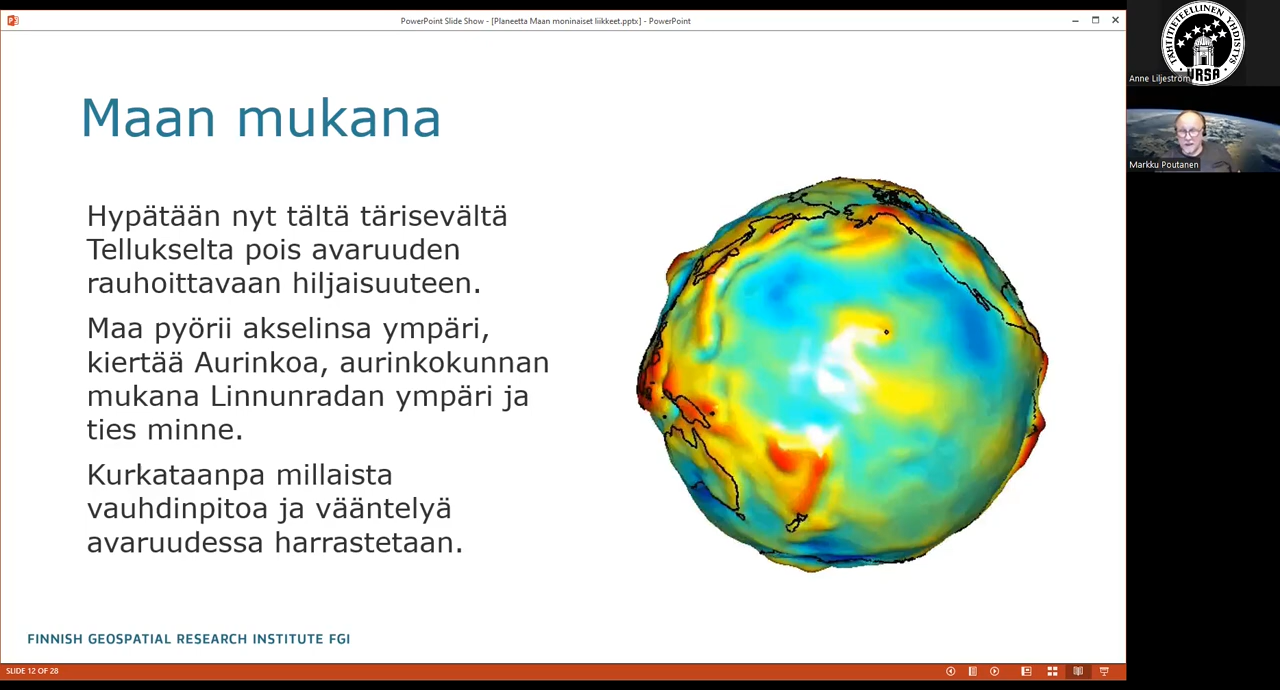 PowerPoint Slide Show - [Planeetta Maan moninaiset liikkeet.pptx] - PowerPoint
Maan mukana
Hypätään nyt tältä tärisevältä
Tellukselta pois avaruuden
rauhoittavaan hiljaisuuteen.
Maa pyörii akselinsa ympäri,
kiertää Aurinkoa, aurinkokunnan
mukana Linnunradan ympäri ja
ties minne.
Kurkataanpa millaista
vauhdinpitoa ja vääntelyä
avaruudessa harrastetaan.
FINNISH GEOSPATIAL RESEARCH INSTITUTE FGI
SLIDE 12 OF 28
TÄHTITIETEELLINEN YHDISTYS
URSA
Anne Liljeström
Markku Poutanen